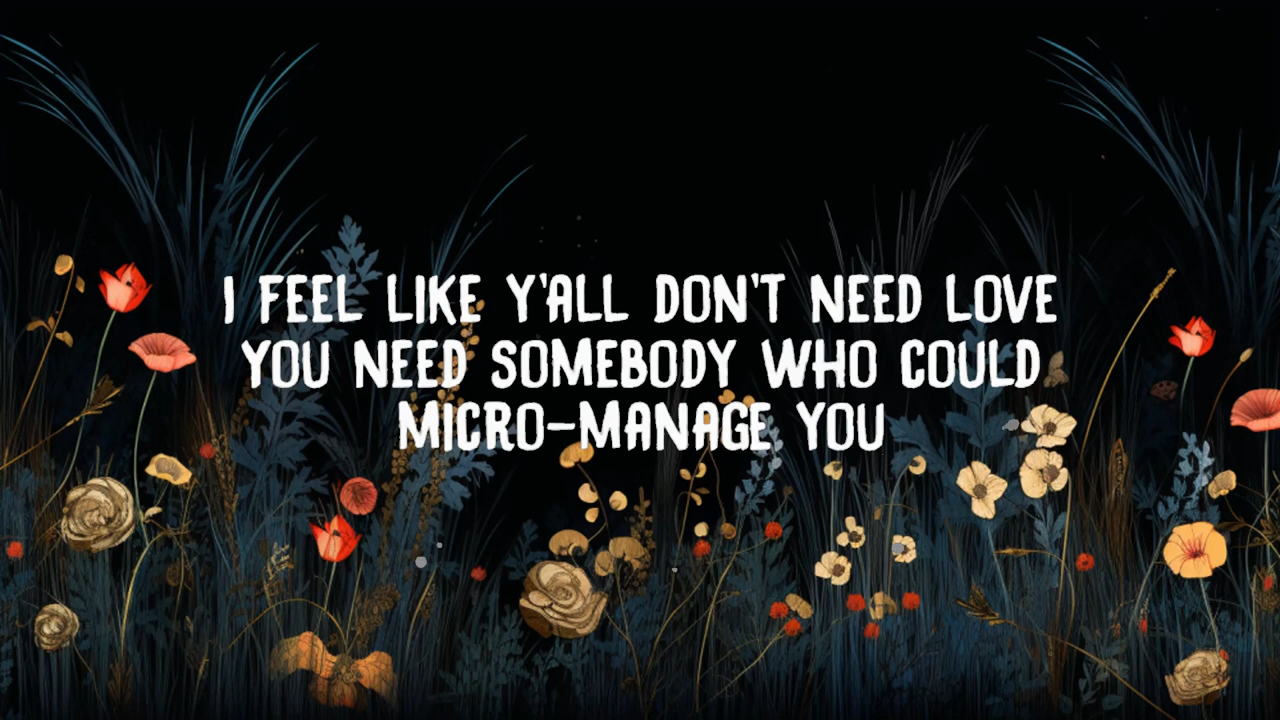 I FEEL LIKE Y'ALL DON'T NEED LOVE
YOU NEED SOMEBODY WHO COULD
MICRO-MANAGE YOU